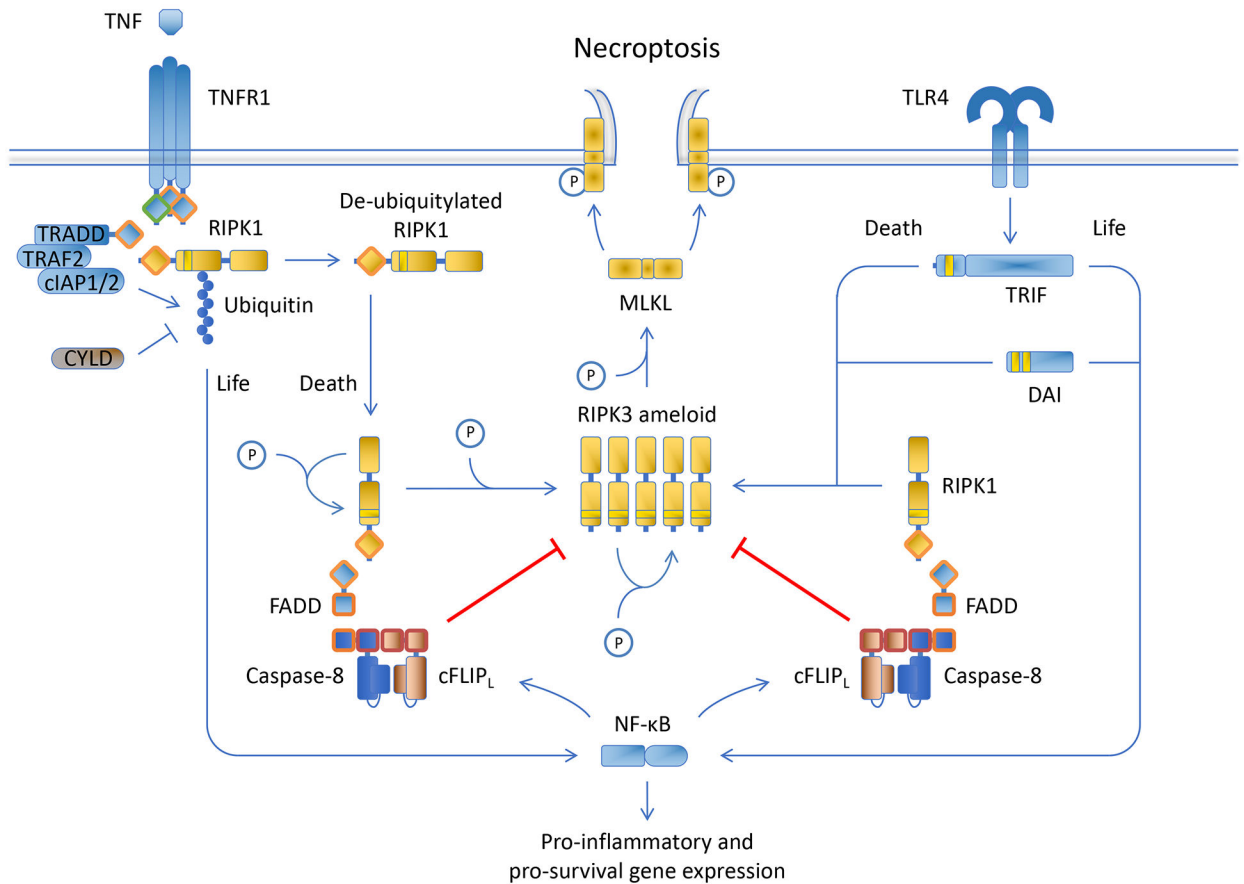 TNF
Necroptosis
TNFR1
TLR4
P
P
De-ubiquitylated
RIPK1
RIPK1
TRADD
TRAF2
cIAP1/2
Ubiquitin
CYLD
Death
Life
TRIF
MLKL
DAI
Life
Death
P
RIPK3 ameloid
P
P
RIPK1
FADD
FADD
P
Caspase-8
cFLIPL
cFLIPL
Caspase-8
NF-κB
Pro-inflammatory and
pro-survival gene expression